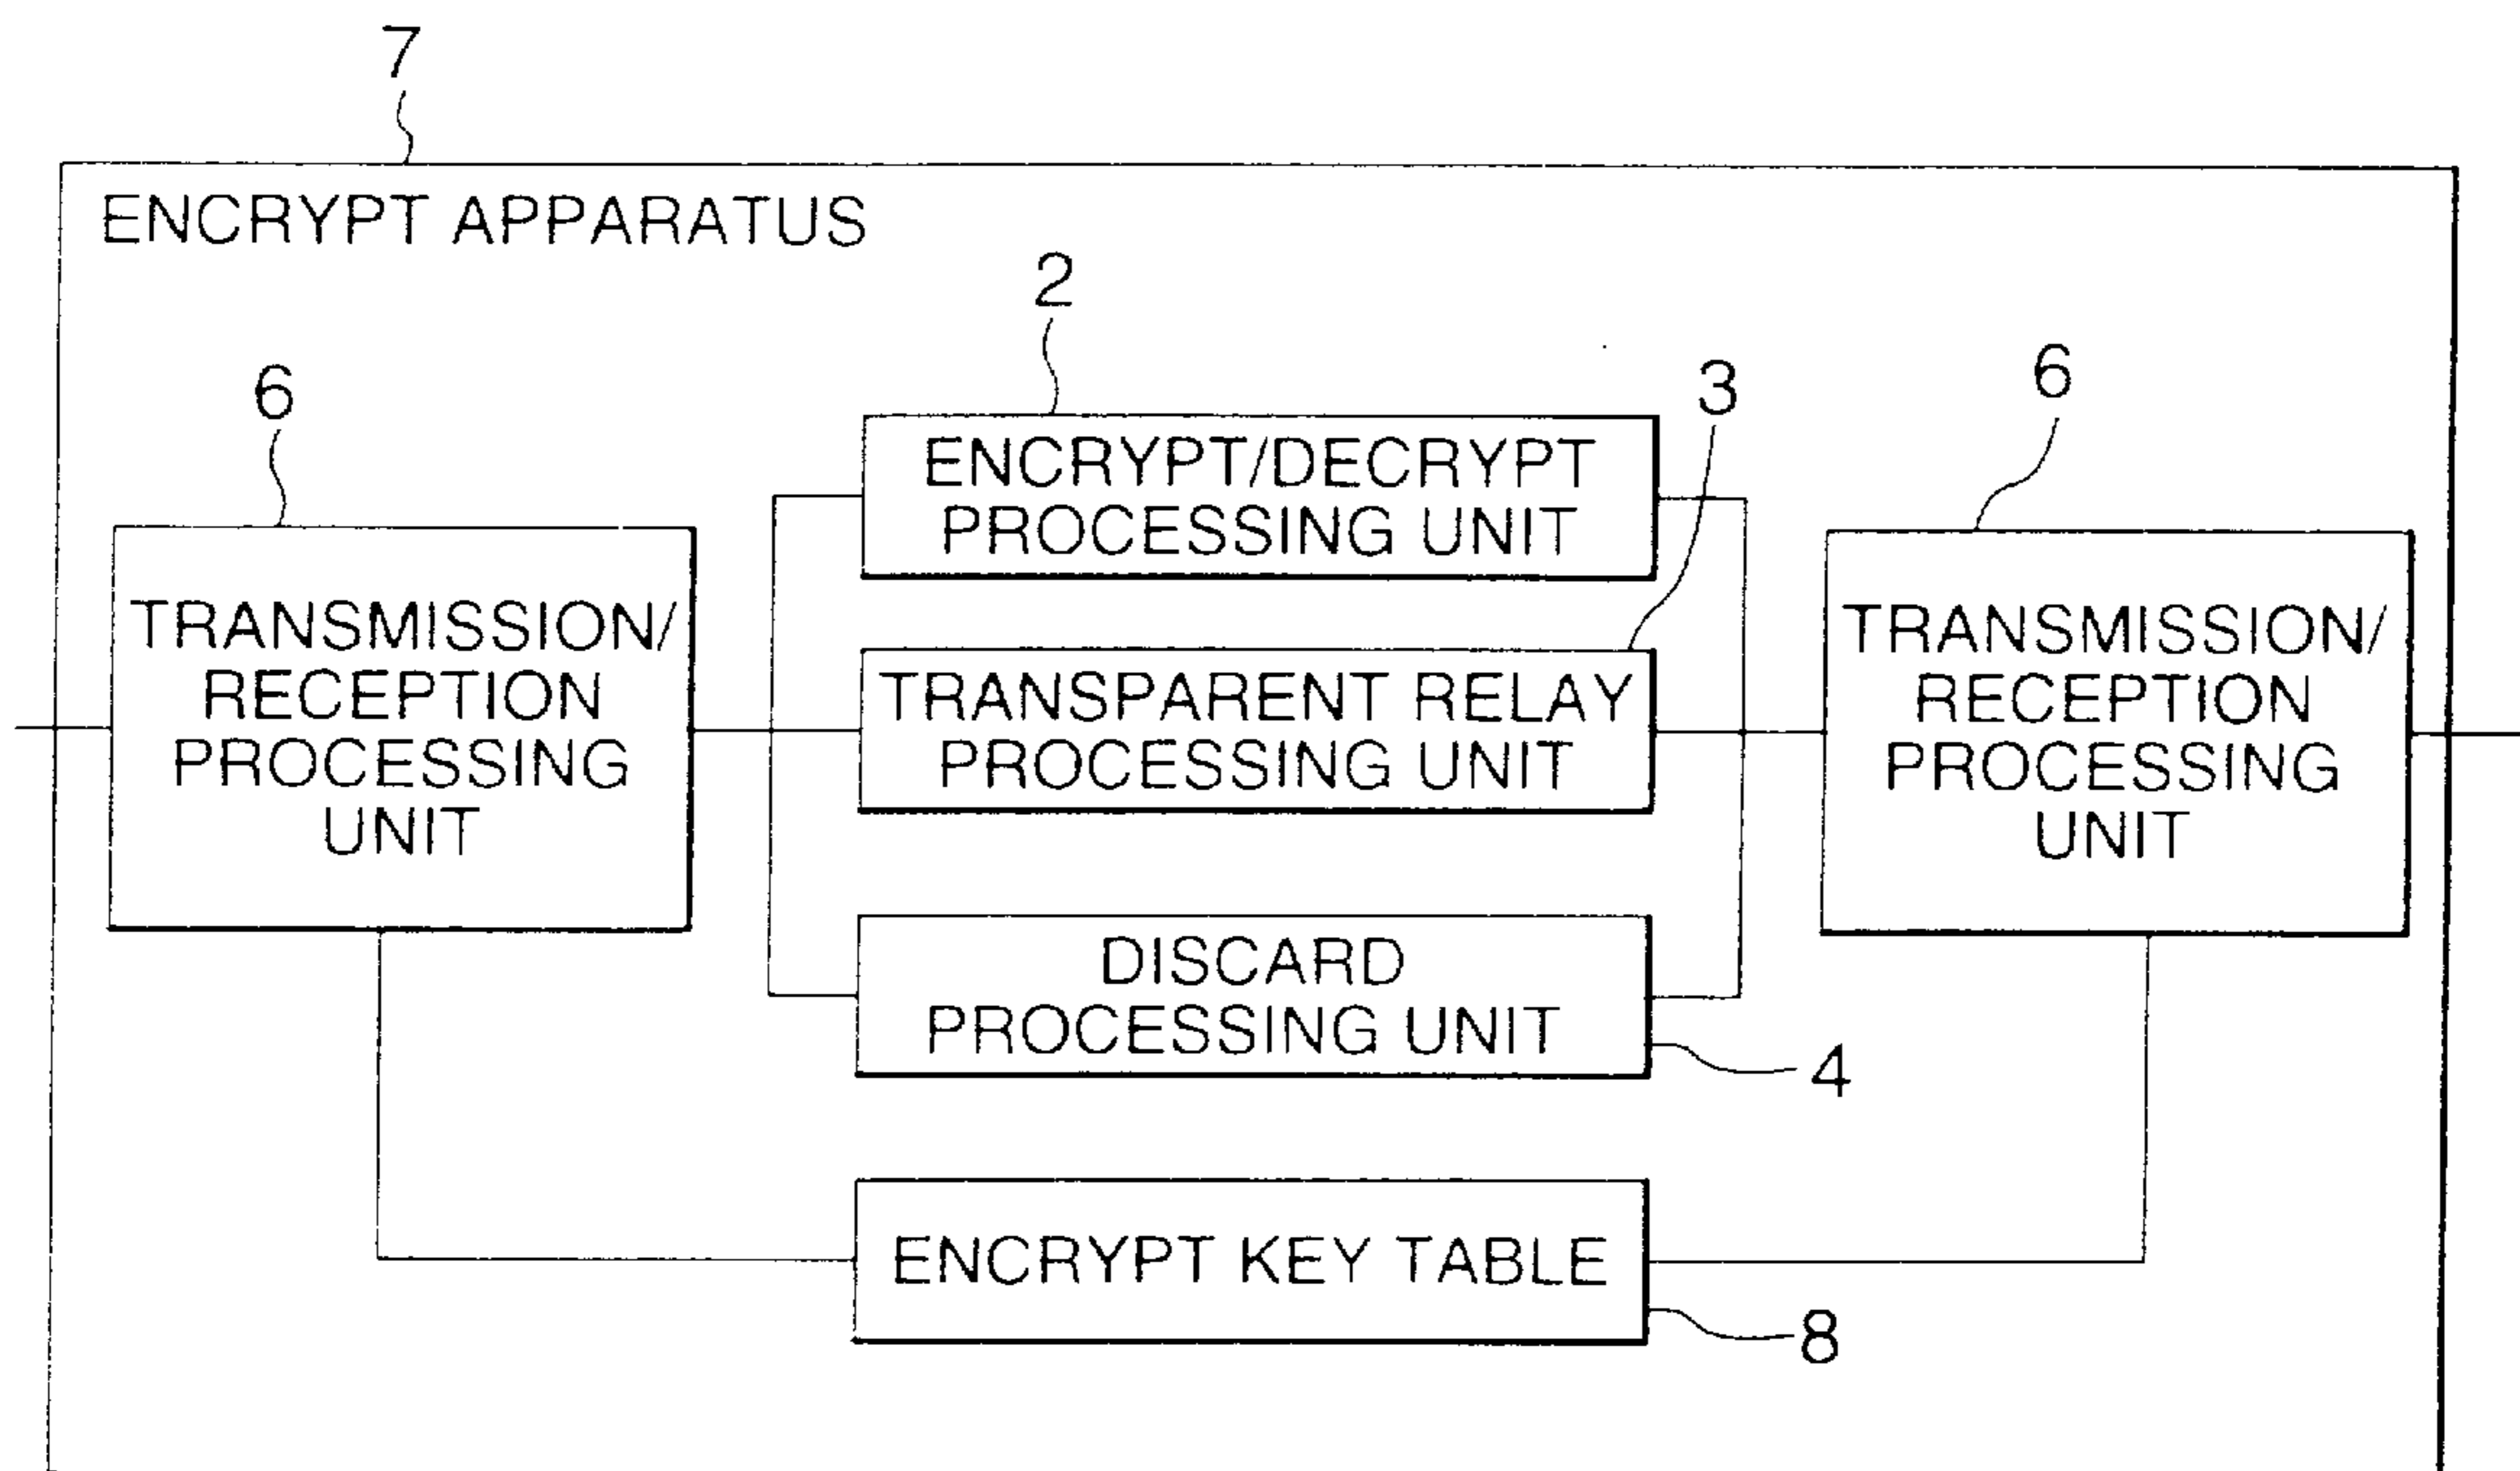 7
ENCRYPT APPARATUS
2
6
3
6
ENCRYPT/DECRYPT
PROCESSING UNIT
TRANSMISSION/
RECEPTION
PROCESSING
UNIT
TRANSPARENT RELAY
PROCESSING UNIT
TRANSMISSION/
RECEPTION
PROCESSING
UNIT
DISCARD
PROCESSING UNIT
4
ENCRYPT KEY TABLE
8